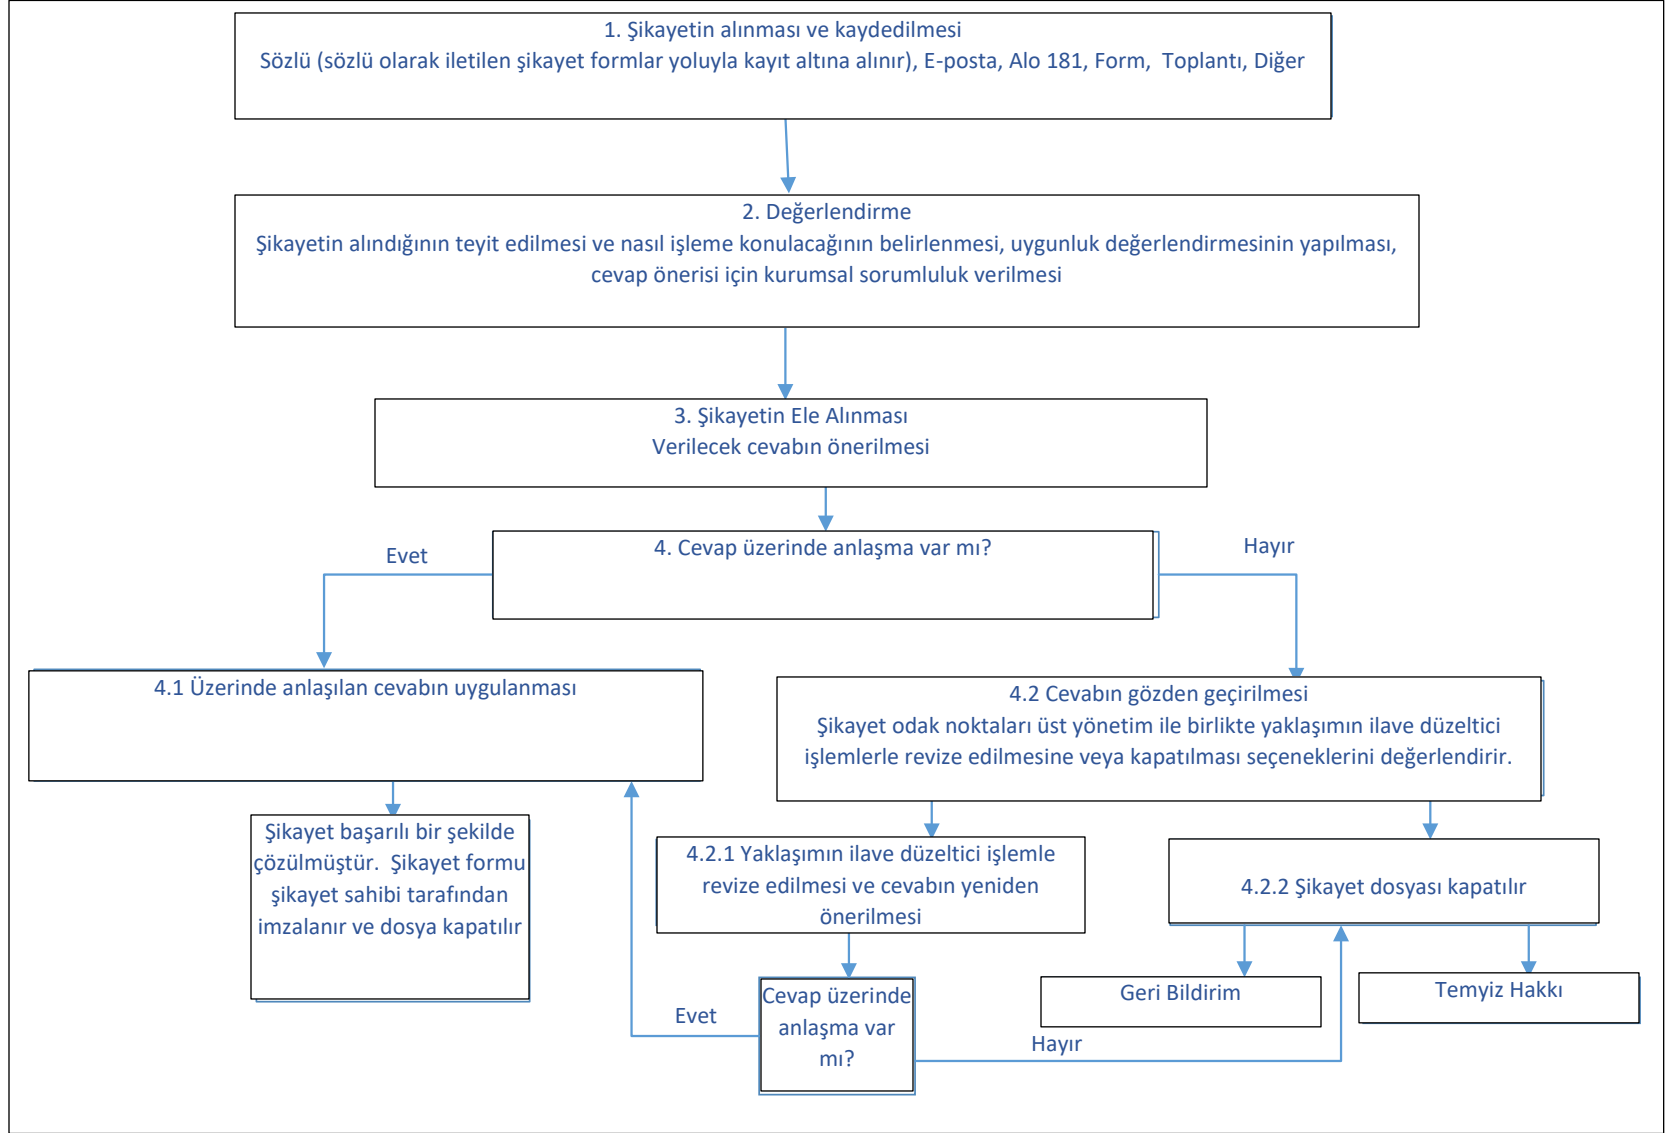 1. Şikayetin alınması ve kaydedilmesi
Sözlü (sözlü olarak iletilen şikayet formlar yoluyla kayıt altına alınır), E-posta, Alo 181, Form, Toplantı, Diğer
2. Değerlendirme
Şikayetin alındığının teyit edilmesi ve nasıl işleme konulacağının belirlenmesi, uygunluk değerlendirmesinin yapılması,
cevap önerisi için kurumsal sorumluluk verilmesi
3. Şikayetin Ele Alınması
Verilecek cevabın önerilmesi
4. Cevap üzerinde anlaşma var mı?
Evet
Hayır
4.1 Üzerinde anlaşılan cevabın uygulanması
4.2 Cevabın gözden geçirilmesi
Şikayet odak noktaları üst yönetim ile birlikte yaklaşımın ilave düzeltici
işlemlerle revize edilmesine veya kapatılması seçeneklerini değerlendirir.
Şikayet başarılı bir şekilde
çözülmüştür. Şikayet formu
şikayet sahibi tarafından
imzalanır ve dosya kapatılır
4.2.1 Yaklaşımın ilave düzeltici işlemle
revize edilmesi ve cevabın yeniden
önerilmesi
4.2.2 Şikayet dosyası kapatılır
Cevap üzerinde
anlaşma var
mı?
Evet
Hayır
Geri Bildirim
Temyiz Hakkı